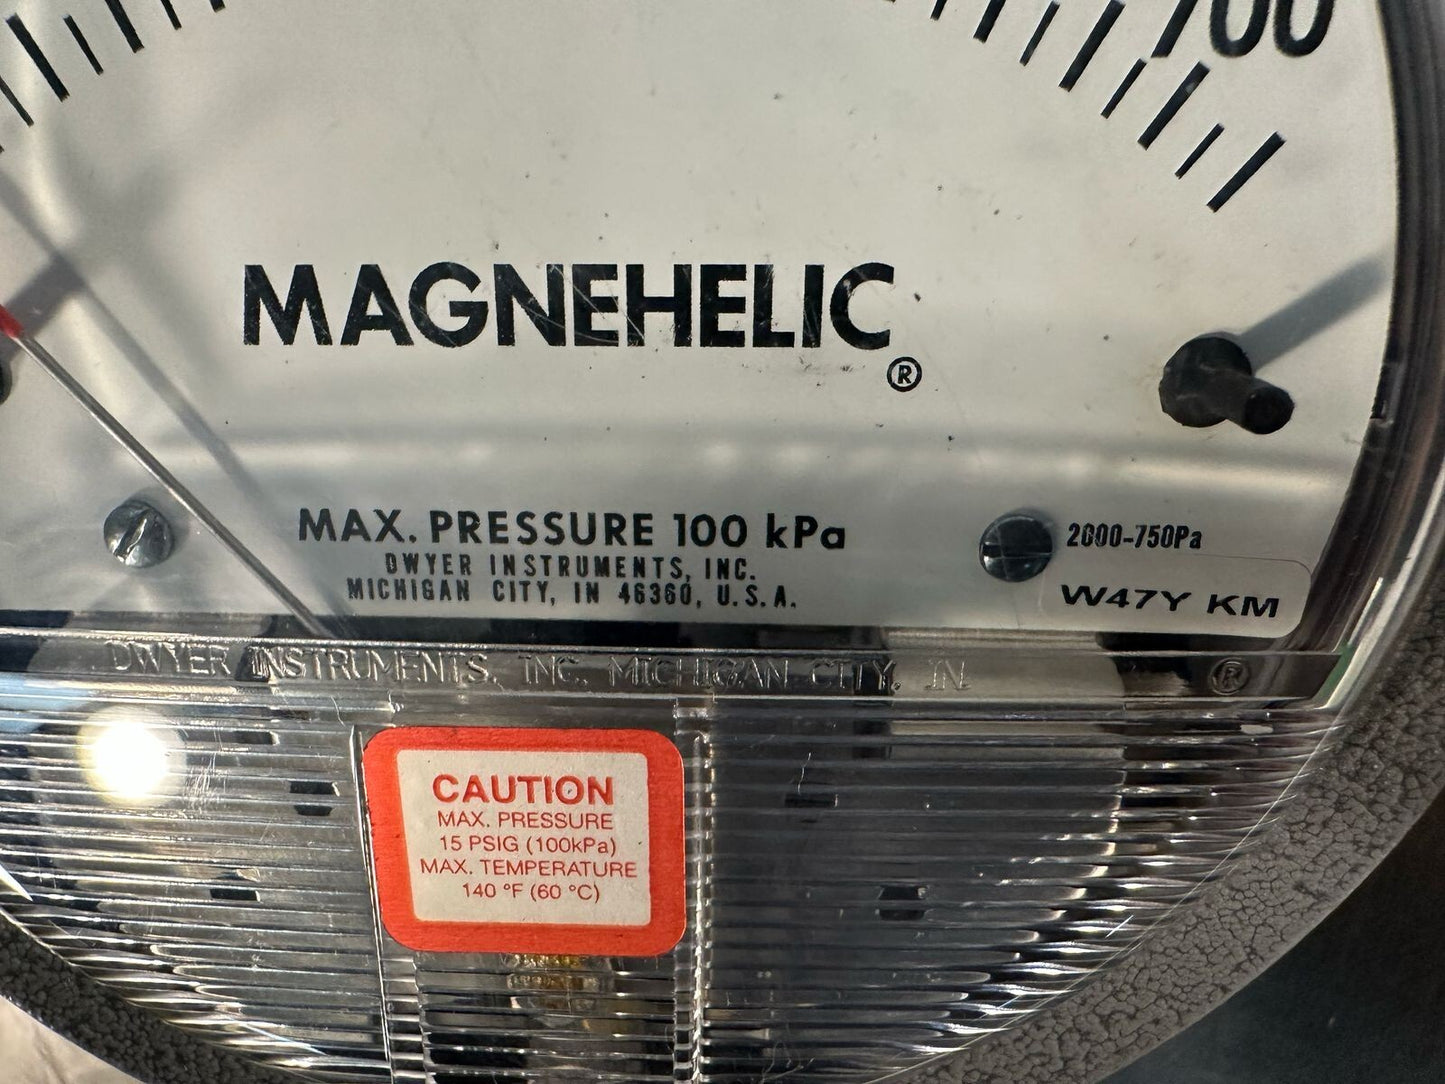 MAGNEHELIC
®
MAX. PRESSURE 100 kPa
DWYER INSTRUMENTS, INC.
MICHIGAN CITY, IN 46360, U.S.A.
2000-750Pa
W47Y KM
DWYER INSTRUMENTS, INC. MICHIGAN CITY, IN. ®
CAUTION
MAX. PRESSURE
15 PSIG (100kPa)
MAX. TEMPERATURE
140 °F (60 °C)